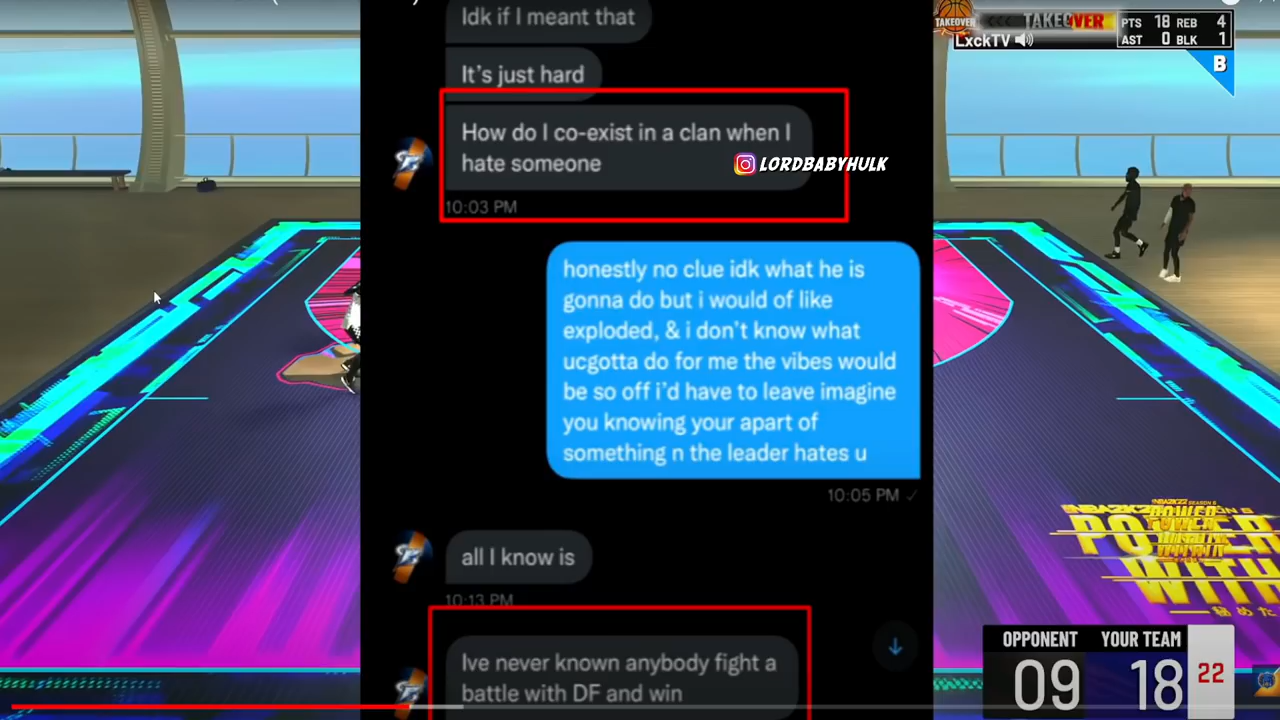 Idk if I meant that
It's just hard
How do I co-exist in a clan when I
hate someone
LORDBABYHULK
10:03 PM
honestly no clue idk what he is
gonna do but i would of like
exploded, & i don't know what
ucgotta do for me the vibes would
be so off i'd have to leave imagine
you knowing your apart of
something n the leader hates u
10:05 PM
all I know is
10:13 PM
Ive never known anybody fight a
battle with DF and win
TAKEOVER
TAKEOVER
PTS 18 REB 4
AST 0 BLK 1
LxckTV
B
POWER
WITH
OPPONENT YOUR TEAM
09 18 22